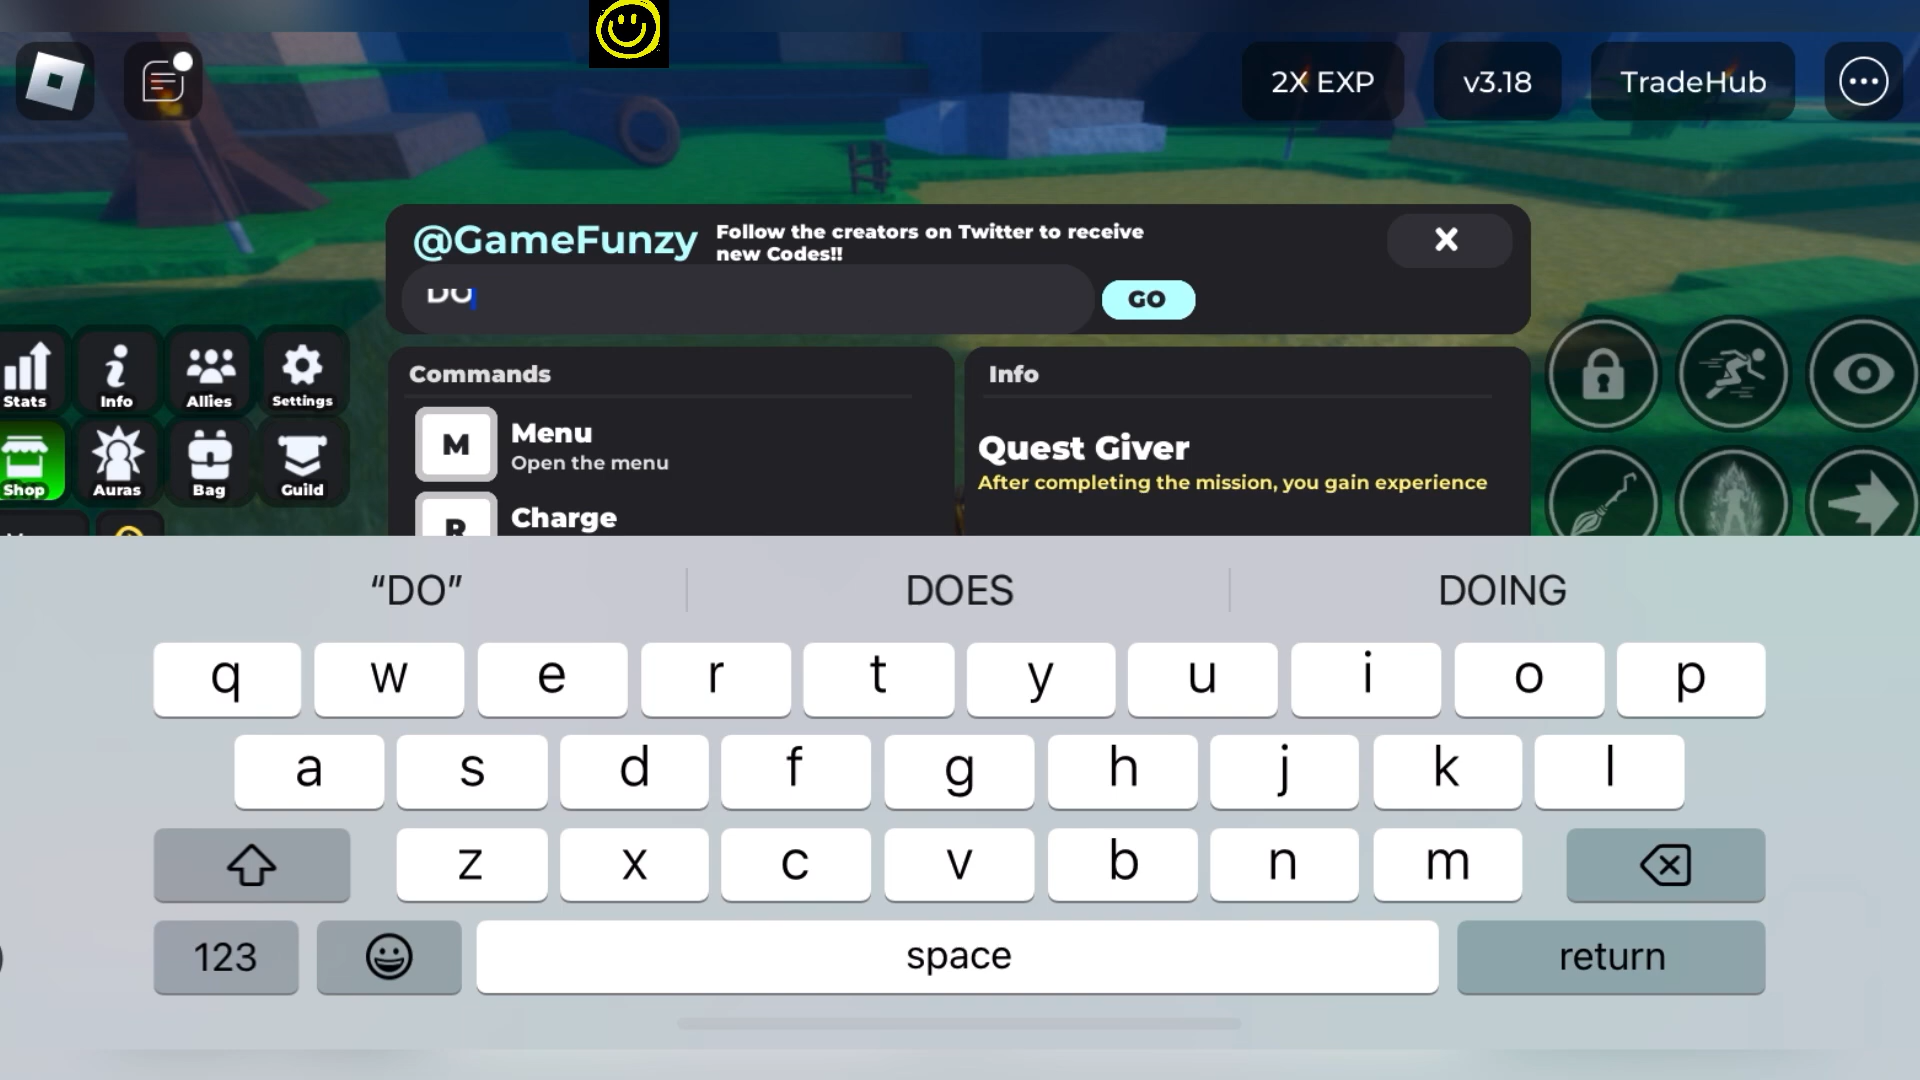 2X EXP
v3.18
TradeHub
@GameFunzy
Follow the creators on Twitter to receive
new Codes!!
DO
GO
Stats
Info
Allies
Settings
Shop
Auras
Bag
Guild
Commands
M
Menu
Open the menu
R
Charge
Info
Quest Giver
After completing the mission, you gain experience
“DO”
DOES
DOING
q w e r t y u i o p
a s d f g h j k l
z x c v b n m
123
space
return